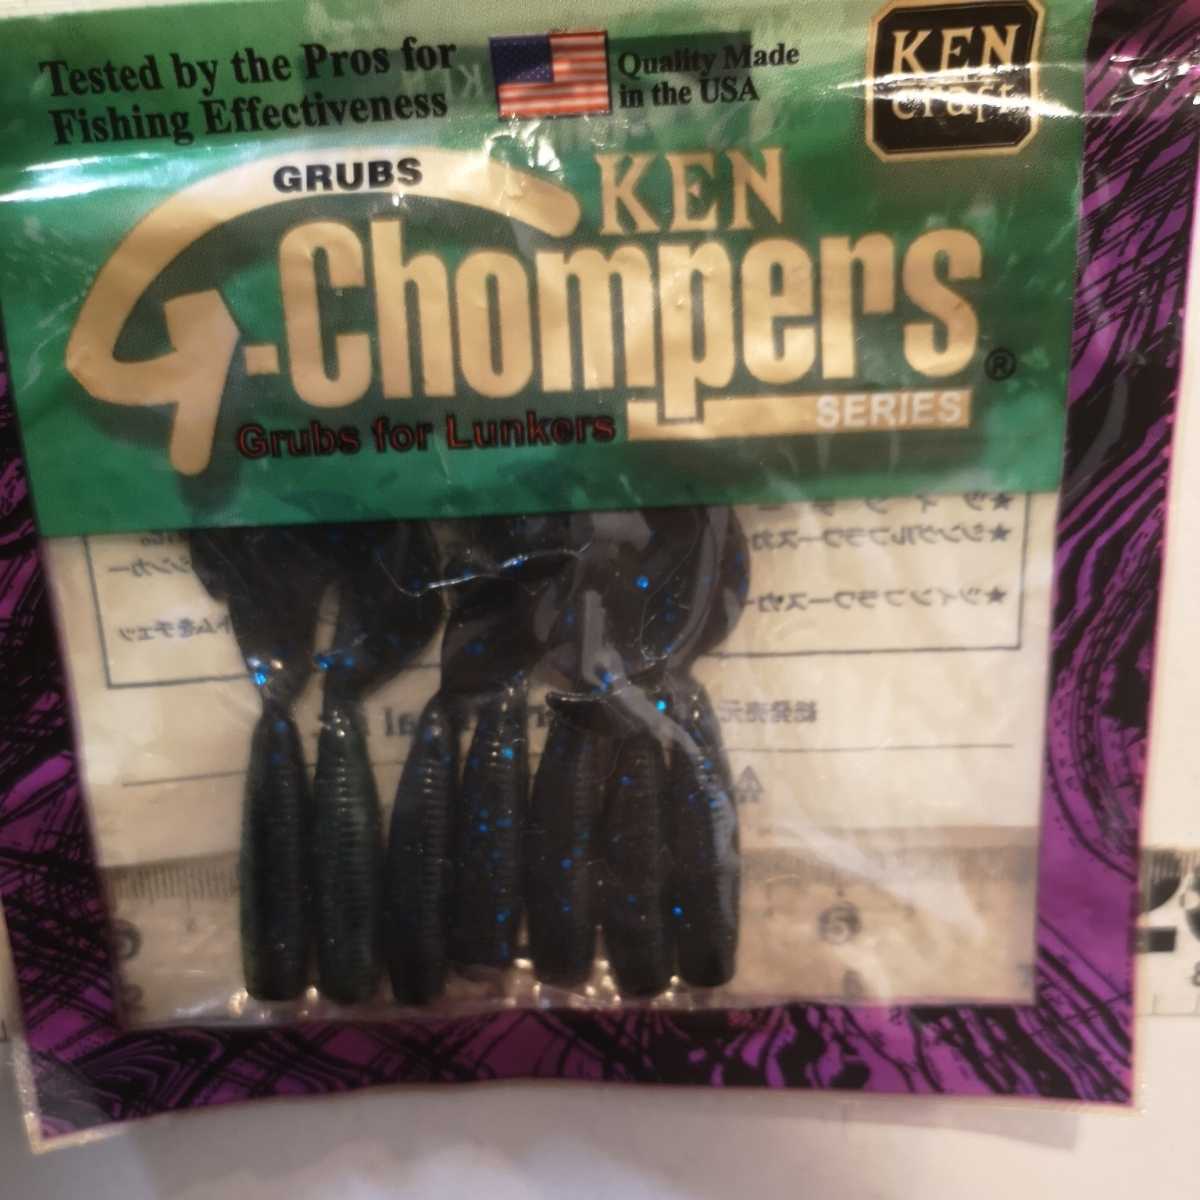 Tested by the Pros for
Fishing Effectiveness
Quality Made
in the USA
KEN
craft
GRUBS
KEN
G-Chompers®
SERIES
Grubs for Lunkers
5